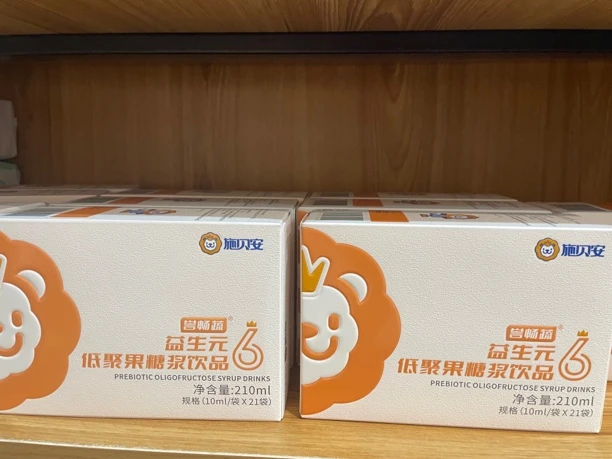 施贝安
誉畅蔬®
益生元
低聚果糖浆饮品
6
PREBIOTIC OLIGOFRUCTOSE SYRUP DRINKS
净含量:210ml
规格(10ml/袋X21袋)
施贝安
誉畅蔬®
益生元
低聚果糖浆饮品
6
PREBIOTIC OLIGOFRUCTOSE SYRUP DRINKS
净含量:210ml
规格(10ml/袋X21袋)